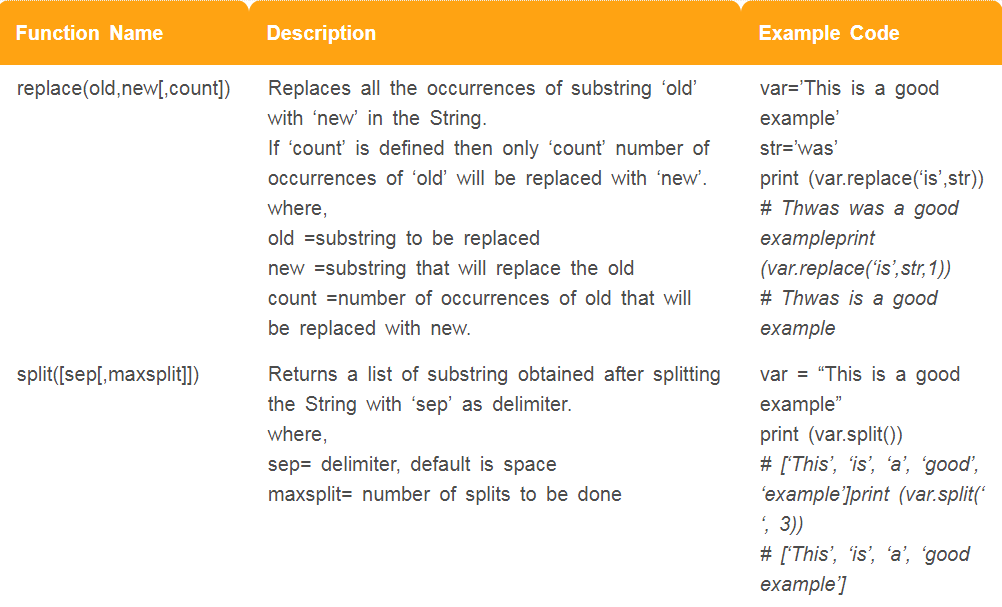 Function Name
Description
Example Code
replace(old,new[,count])
Replaces all the occurrences of substring ‘old’
with ‘new’ in the String.
If ‘count’ is defined then only ‘count’ number of
occurrences of ‘old’ will be replaced with ‘new’.
where,
old =substring to be replaced
new =substring that will replace the old
count =number of occurrences of old that will
be replaced with new.
var=’This is a good
example’
str=’was’
print (var.replace(‘is’,str))
# Thwas was a good
exampleprint
(var.replace(‘is’,str,1))
# Thwas is a good
example
split([sep[,maxsplit]])
Returns a list of substring obtained after splitting
the String with ‘sep’ as delimiter.
where,
sep= delimiter, default is space
maxsplit= number of splits to be done
var = “This is a good
example”
print (var.split())
# [‘This’, ‘is’, ‘a’, ‘good’,
‘example’]print (var.split(‘
‘, 3))
# [‘This’, ‘is’, ‘a’, ‘good
example’]